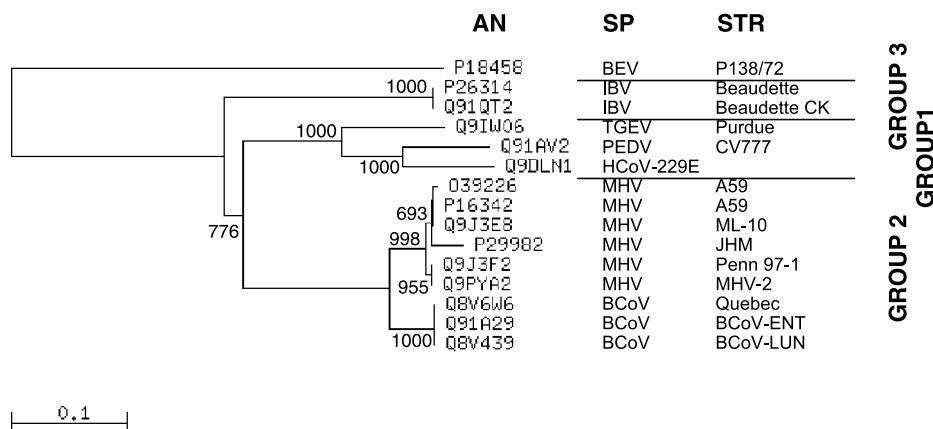 AN SP STR
P18458 BEV P138/72
1000 P26314 IBV Beaudette
Q91QT2 IBV Beaudette CK
1000 Q9IW06 TGEV Purdue
Q91AV2 PEDV CV777
1000 Q9DLN1 HCoV-229E
O39226 MHV A59
P16342 MHV A59
693 Q9J3E8 MHV ML-10
776 998 P29982 MHV JHM
Q9J3F2 MHV Penn 97-1
955 Q9PYA2 MHV MHV-2
Q8V6W6 BCoV Quebec
Q91A29 BCoV BCoV-ENT
1000 Q8V439 BCoV BCoV-LUN
GROUP 3
GROUP1
GROUP 2
0.1